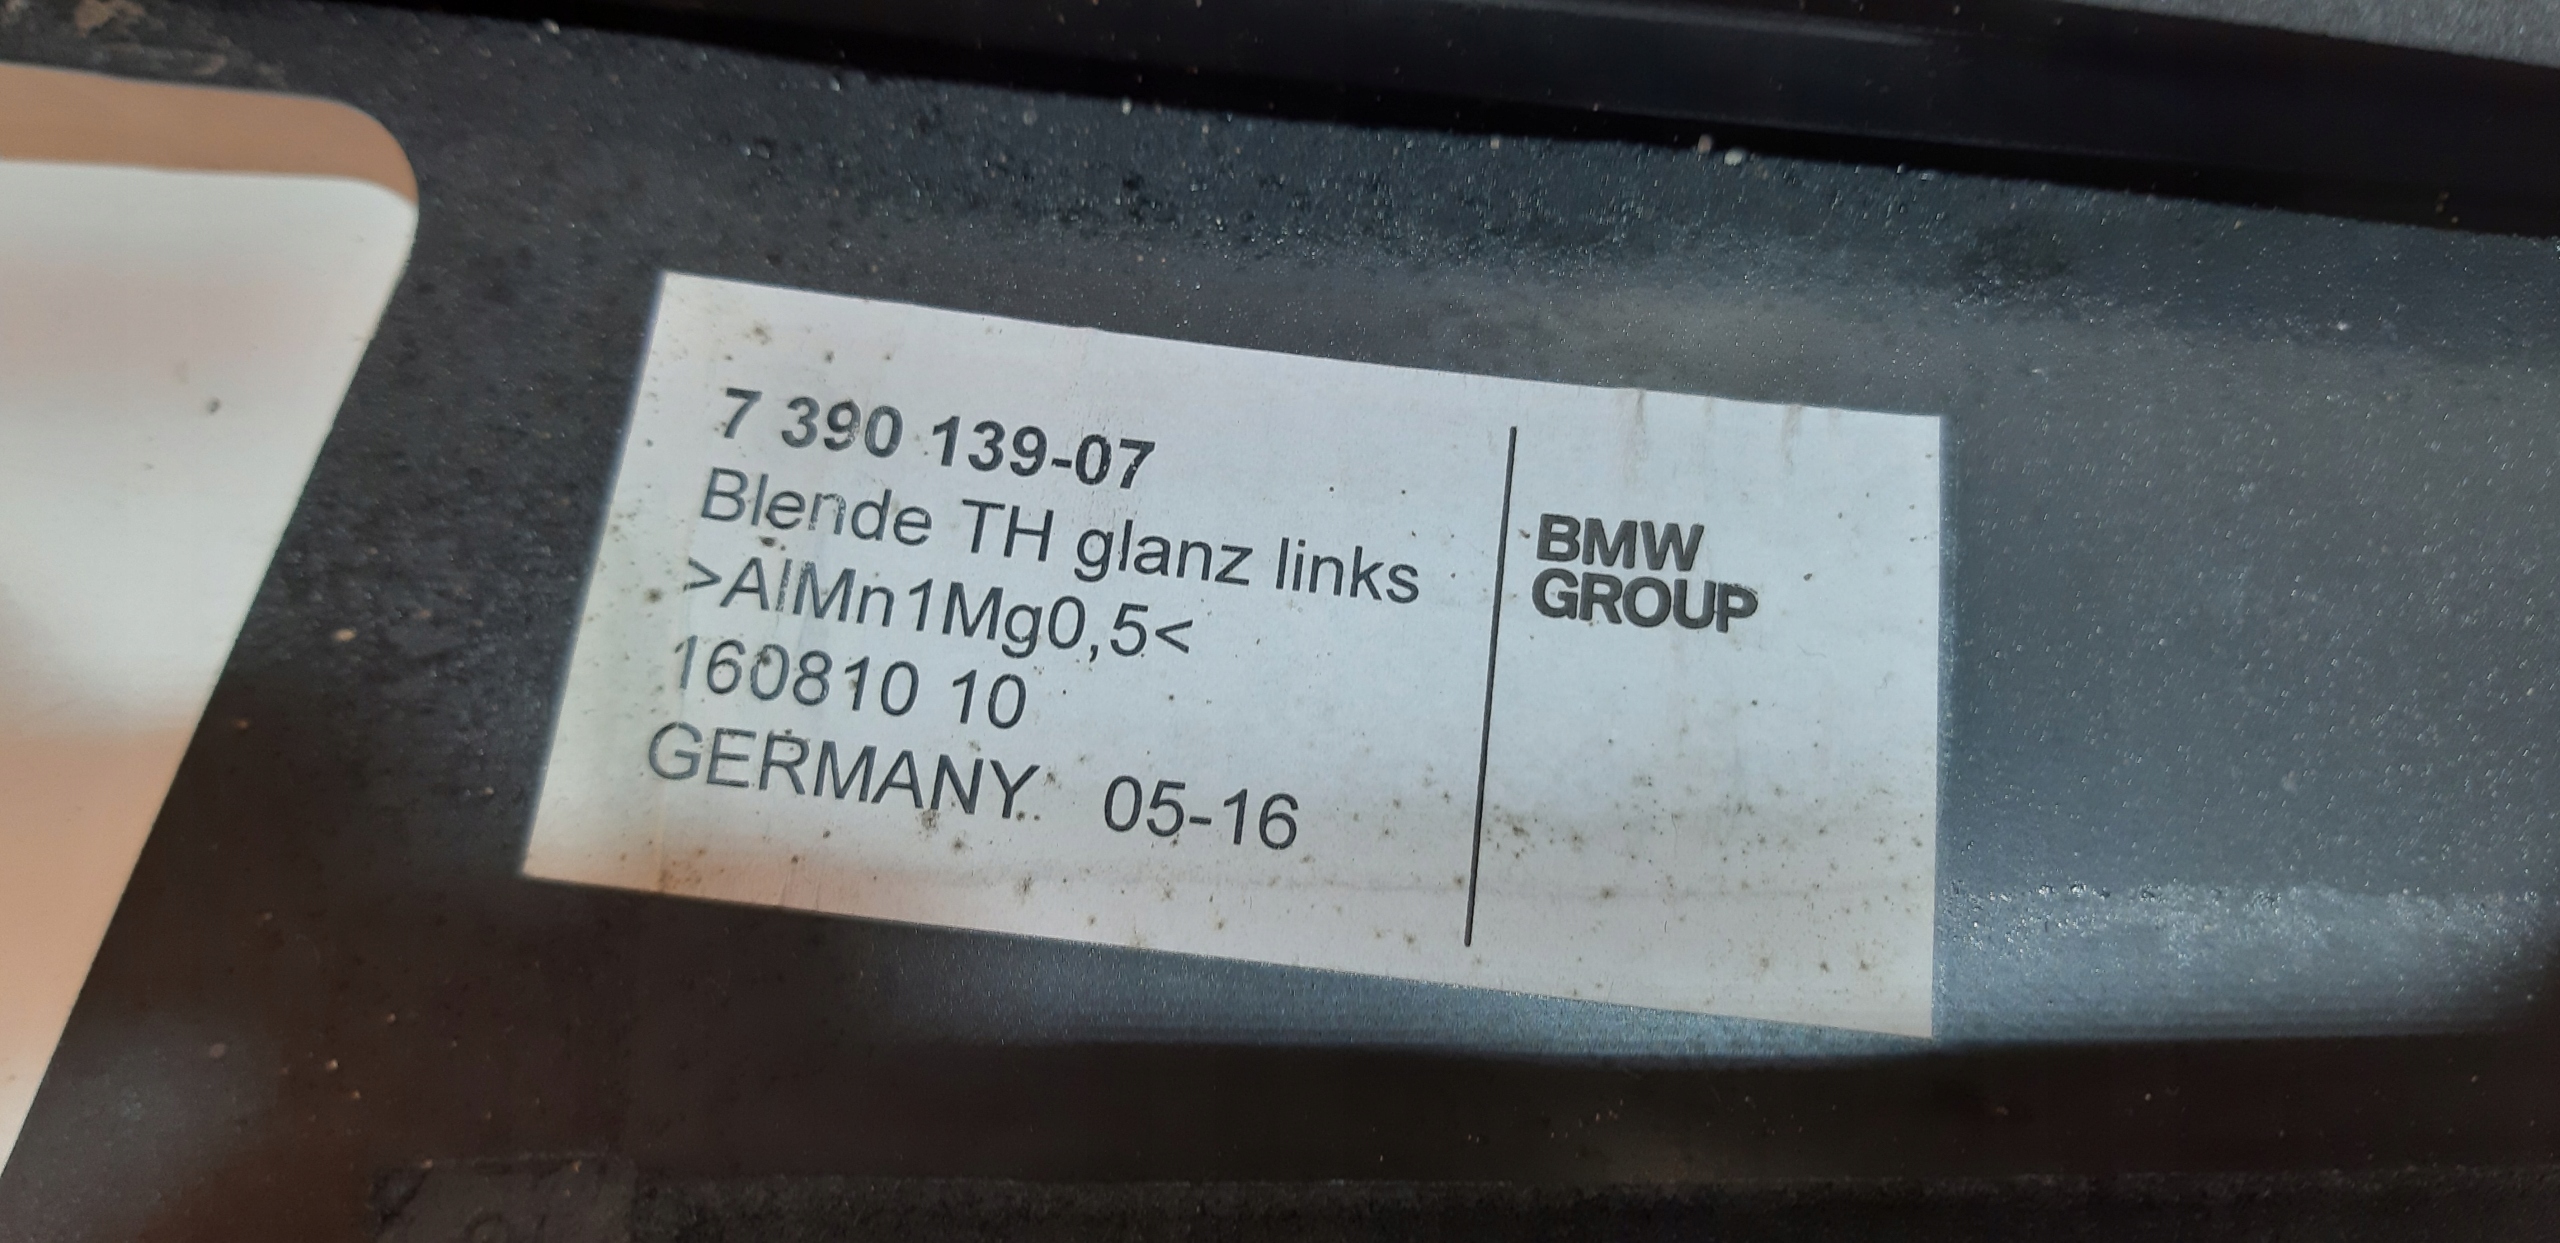 7 390 139-07
Blende TH glanz links
>AlMn1Mg0,5<
160810 10
GERMANY 05-16
BMW
GROUP